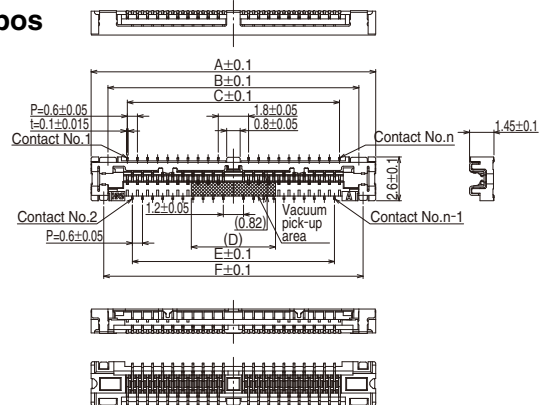 pos
A±0.1
B±0.1
C±0.1
P=0.6±0.05
1.8±0.05
t=0.1±0.015
0.8±0.05
Contact No.1
Contact No.n
1.45±0.1
2.6±0.1
Contact No.2
1.2±0.05
(0.82)
Vacuum
pick-up
area
Contact No.n-1
P=0.6±0.05
(D)
E±0.1
F±0.1